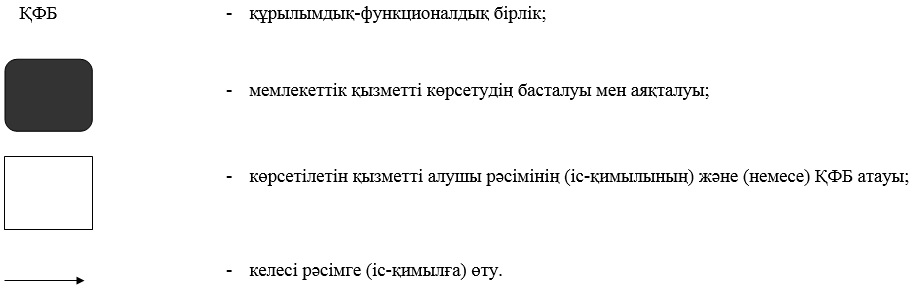 ҚФБ - құрылымдық-функционалдық бірлік;
- мемлекеттік қызметті көрсетудің басталуы мен аяқталуы;
- көрсетілетін қызметті алушы рәсімінің (іс-қимылының) және (немесе) ҚФБ атауы;
- келесі рәсімге (іс-қимылға) өту.